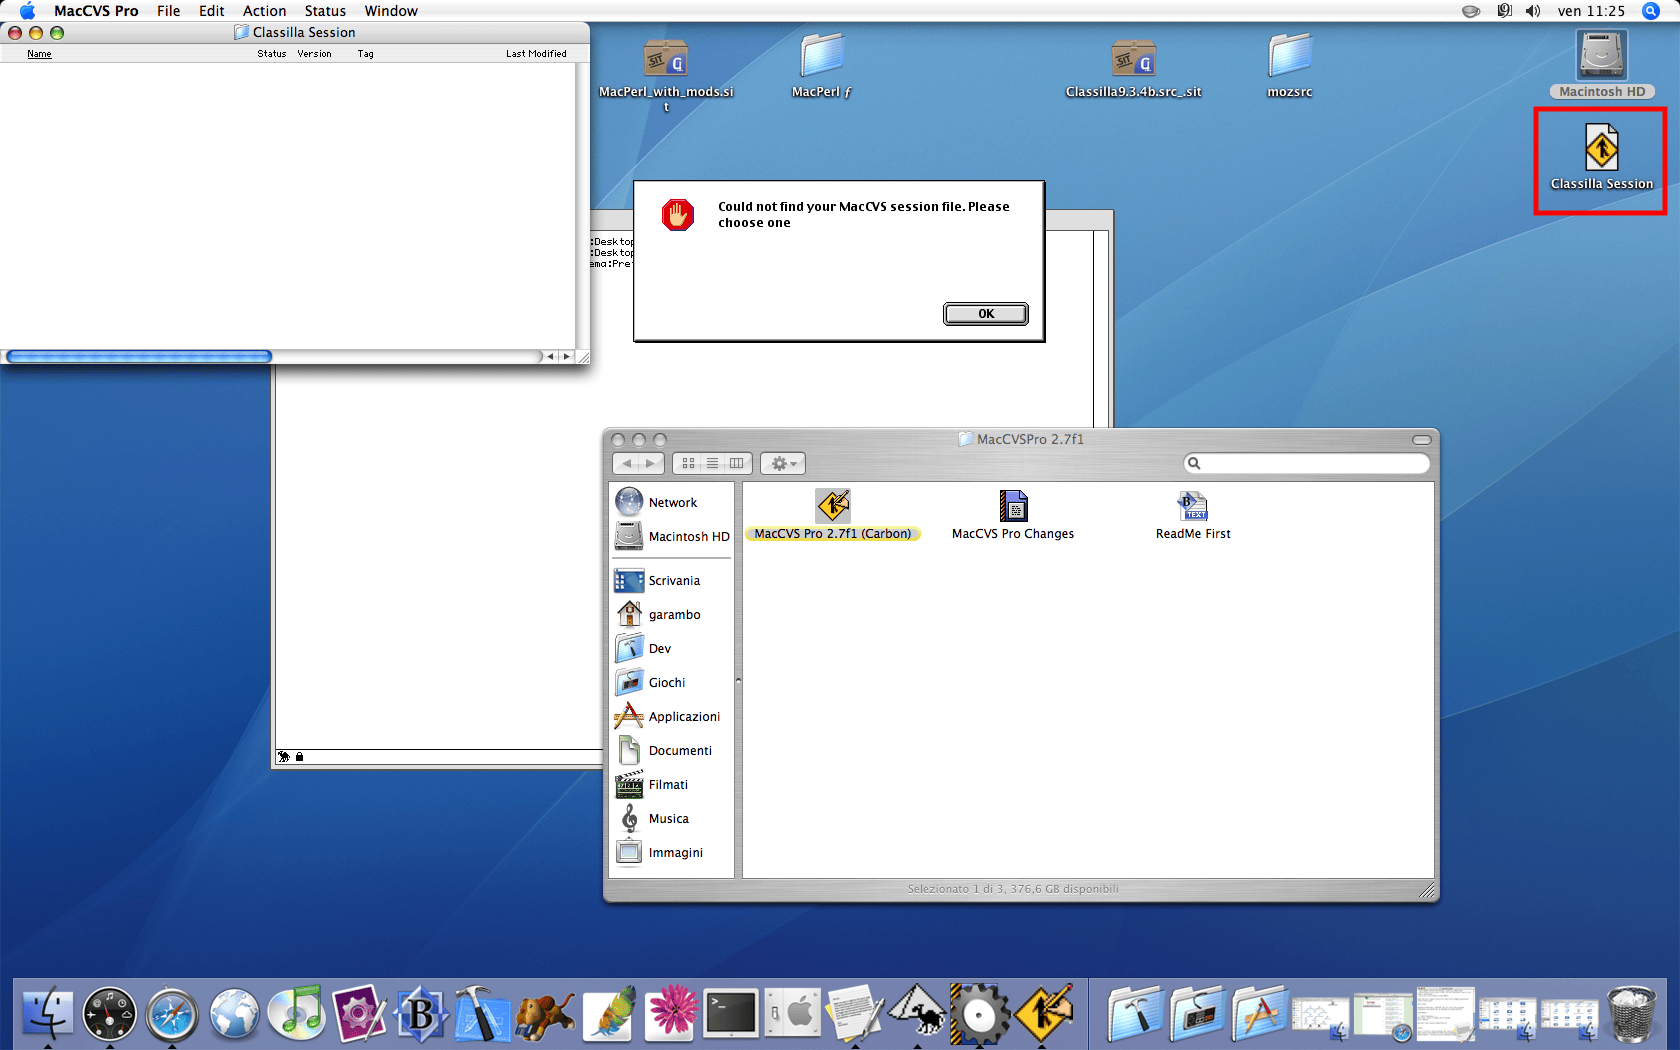 MacCVS Pro File Edit Action Status Window
ven 11:25
Classilla Session
Name Status Version Tag Last Modified
MacPerl_with_mods.si
t
MacPerl ƒ
Classilla9.3.4b.src_.sit
mozsrc
Macintosh HD
Classilla Session
Could not find your MacCVS session file. Please
choose one
OK
:Desktop
:Desktop
ema:Pre
MacCVSPro 2.7f1
Network
Macintosh HD
Scrivania
garambo
Dev
Giochi
Applicazioni
Documenti
Filmati
Musica
Immagini
MacCVS Pro 2.7f1 (Carbon)
MacCVS Pro Changes
ReadMe First
TEXT
Selezionato 1 di 3, 376,6 GB disponibili